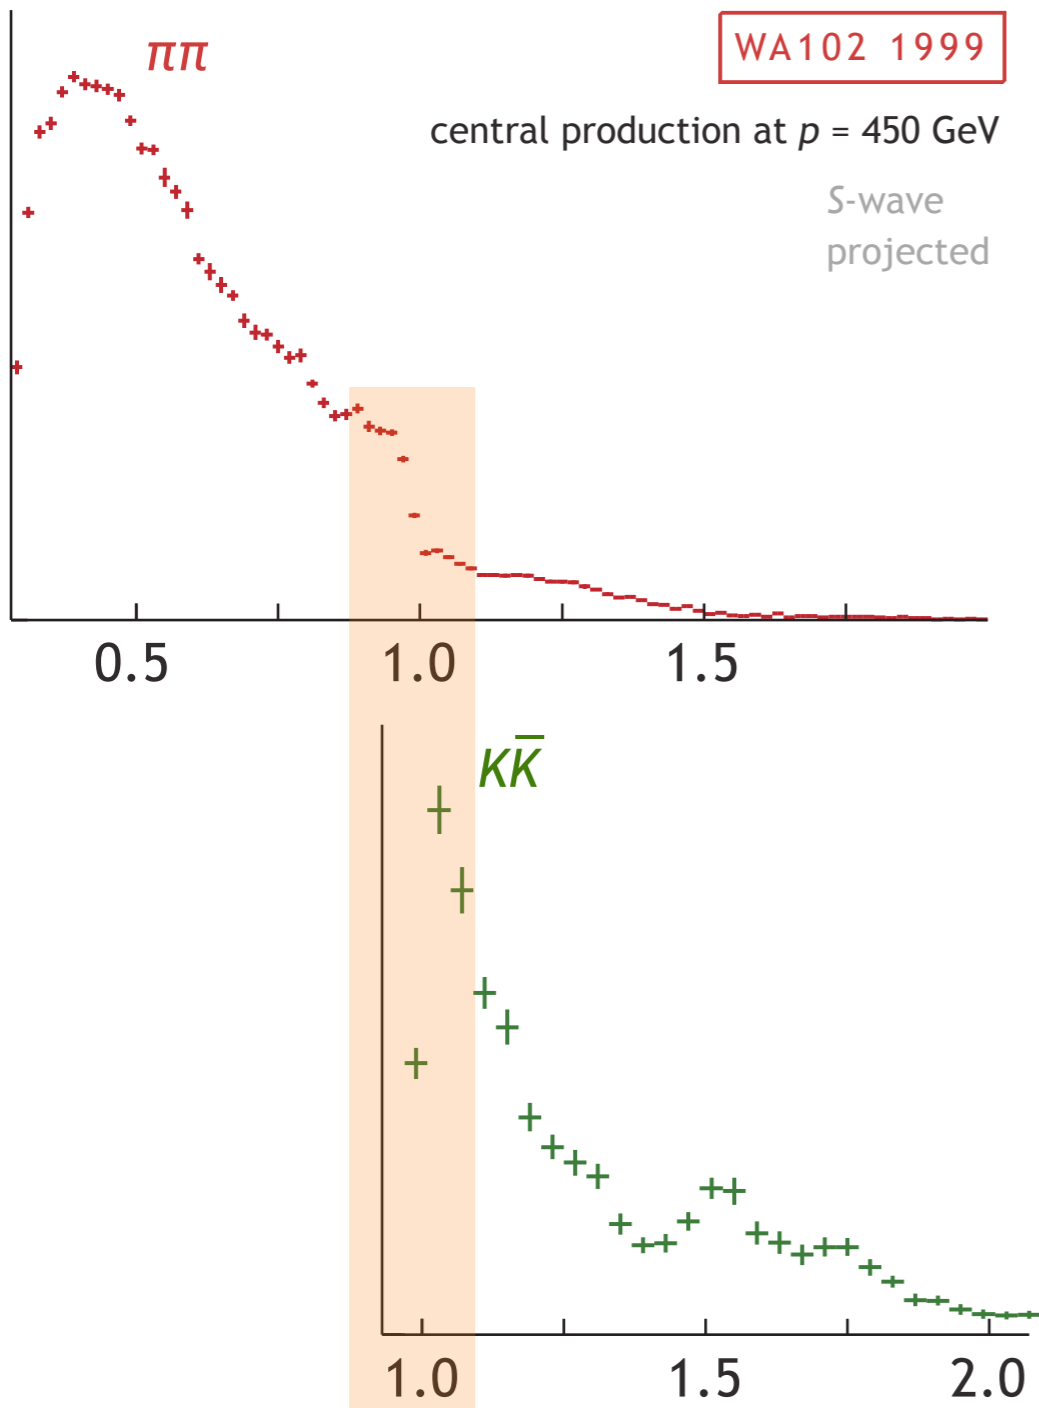 ππ
WA102 1999
central production at p = 450 GeV
S-wave
projected
0.5 1.0 1.5
KK̅
1.0 1.5 2.0